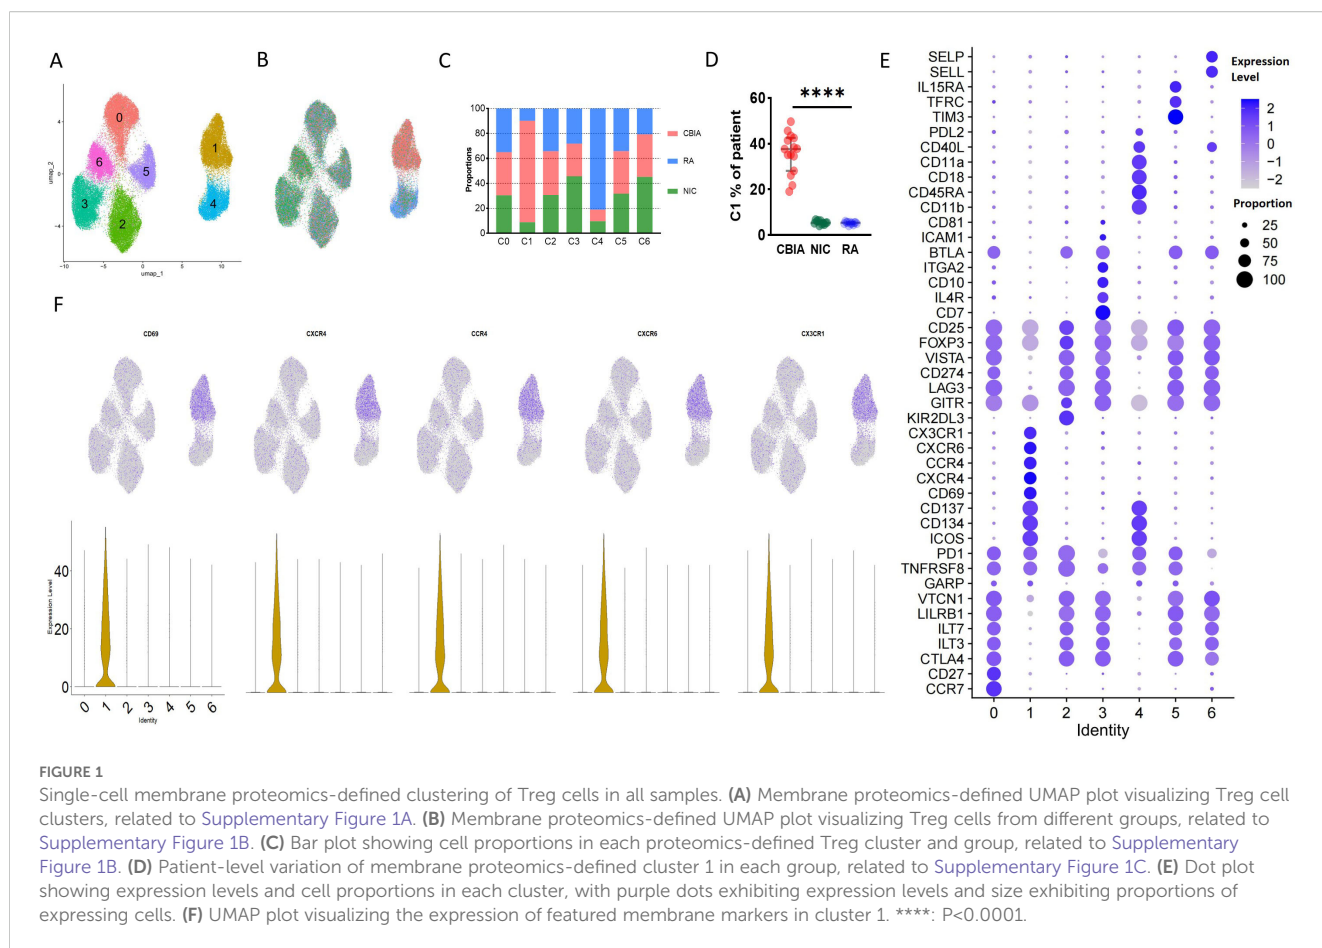 A
B
C
D
E
F
4
0
-4
umap_2
-10
-5
0
5
10
umap_1
0
1
2
3
4
5
6
100
80
60
40
20
0
Proportions
C0 C1 C2 C3 C4 C5 C6
CBIA
RA
NIC
C1 % of patient
60
40
20
0
****
CBIA NIC RA
SELP
SELL
IL15RA
TFRC
TIM3
PDL2
CD40L
CD11a
CD18
CD45RA
CD11b
CD81
ICAM1
BTLA
ITGA2
CD10
IL4R
CD7
CD25
FOXP3
VISTA
CD274
LAG3
GITR
KIR2DL3
CX3CR1
CXCR6
CCR4
CXCR4
CD69
CD137
CD134
ICOS
PD1
TNFRSF8
GARP
VTCN1
LILRB1
ILT7
ILT3
CTLA4
CD27
CCR7
0 1 2 3 4 5 6
Identity
Expression
Level
2
1
0
−1
−2
Proportion
25
50
75
100
CD69
CXCR4
CCR4
CXCR6
CX3CR1
Expression Level
40
20
0
0 1 2 3 4 5 6
Identity
FIGURE 1
Single-cell membrane proteomics-defined clustering of Treg cells in all samples. (A) Membrane proteomics-defined UMAP plot visualizing Treg cell
clusters, related to Supplementary Figure 1A. (B) Membrane proteomics-defined UMAP plot visualizing Treg cells from different groups, related to
Supplementary Figure 1B. (C) Bar plot showing cell proportions in each proteomics-defined Treg cluster and group, related to Supplementary
Figure 1B. (D) Patient-level variation of membrane proteomics-defined cluster 1 in each group, related to Supplementary Figure 1C. (E) Dot plot
showing expression levels and cell proportions in each cluster, with purple dots exhibiting expression levels and size exhibiting proportions of
expressing cells. (F) UMAP plot visualizing the expression of featured membrane markers in cluster 1. ****: P<0.0001.